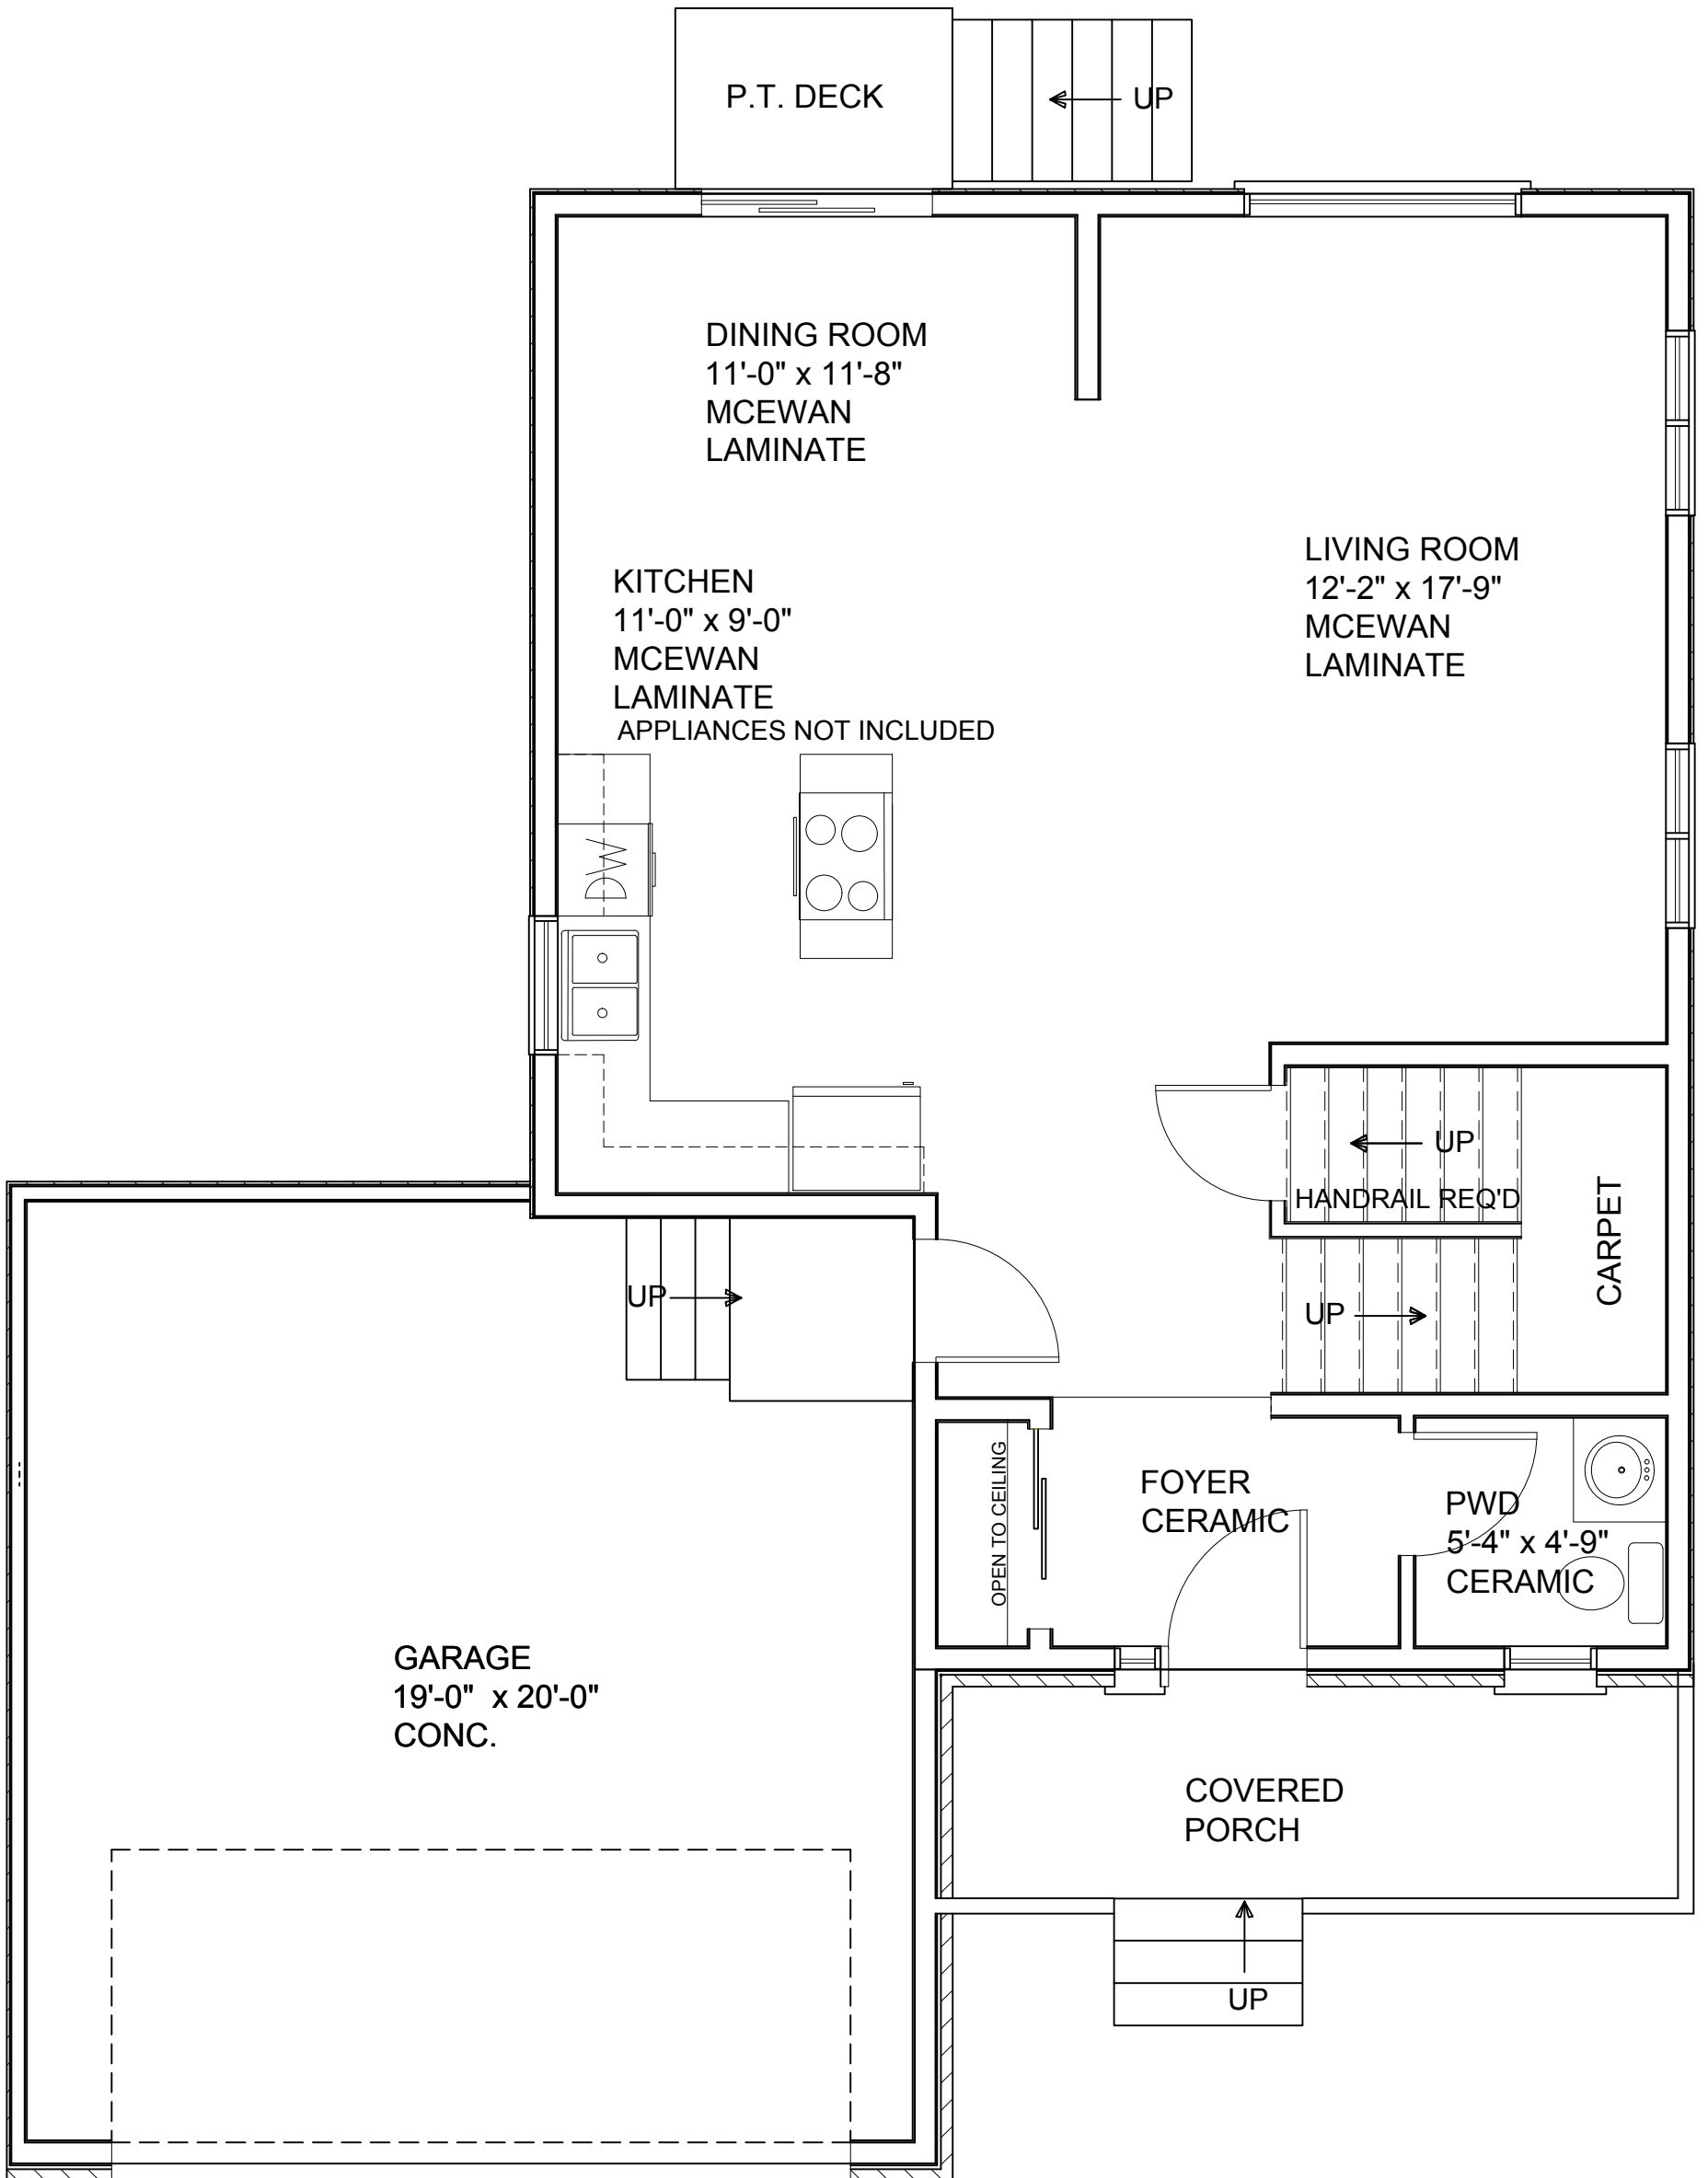 P.T. DECK
UP
DINING ROOM
11'-0" x 11'-8"
MCEWAN
LAMINATE
LIVING ROOM
12'-2" x 17'-9"
MCEWAN
LAMINATE
KITCHEN
11'-0" x 9'-0"
MCEWAN
LAMINATE
APPLIANCES NOT INCLUDED
DW
UP
HANDRAIL REQ'D
CARPET
UP
UP
OPEN TO CEILING
FOYER
CERAMIC
PWD
5'-4" x 4'-9"
CERAMIC
GARAGE
19'-0" x 20'-0"
CONC.
COVERED
PORCH
UP